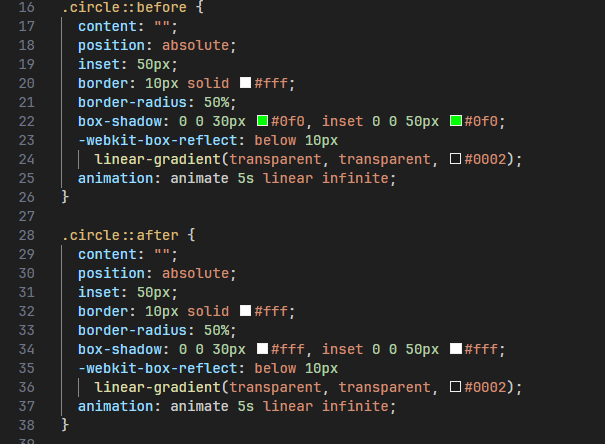 16 .circle::before {
17 content: "";
18 position: absolute;
19 inset: 50px;
20 border: 10px solid #fff;
21 border-radius: 50%;
22 box-shadow: 0 0 30px #0f0, inset 0 0 50px #0f0;
23 -webkit-box-reflect: below 10px
24 linear-gradient(transparent, transparent, #0002);
25 animation: animate 5s linear infinite;
26 }
27
28 .circle::after {
29 content: "";
30 position: absolute;
31 inset: 50px;
32 border: 10px solid #fff;
33 border-radius: 50%;
34 box-shadow: 0 0 30px #fff, inset 0 0 50px #fff;
35 -webkit-box-reflect: below 10px
36 linear-gradient(transparent, transparent, #0002);
37 animation: animate 5s linear infinite;
38 }